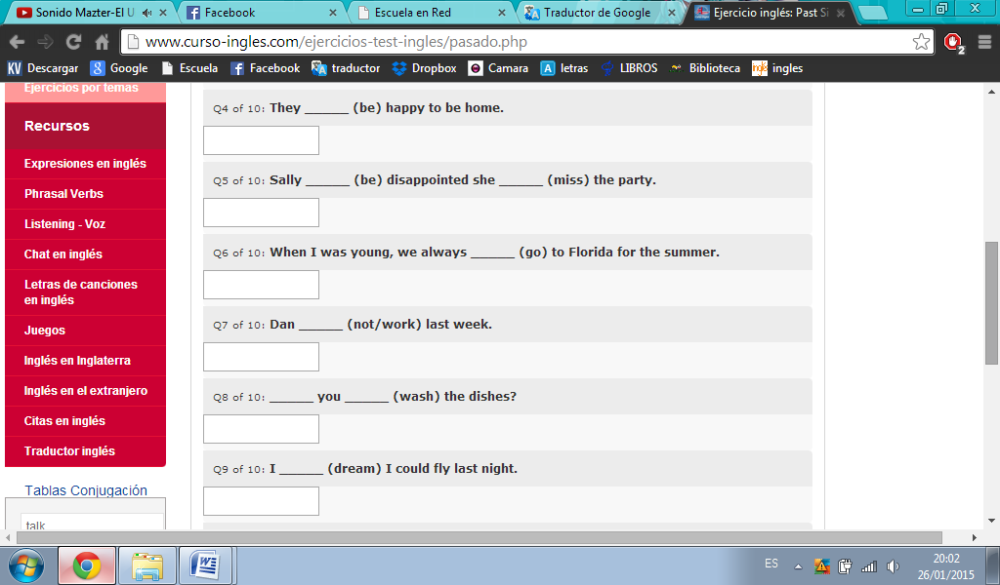 Sonido Mazter-El U
Facebook
Escuela en Red
Traductor de Google
Ejercicio inglés: Past Si
www.curso-ingles.com/ejercicios-test-ingles/pasado.php
2
KV Descargar
Google
Escuela
Facebook
traductor
Dropbox
Camara
letras
LIBROS
Biblioteca
ingles
Ejercicios por temas
Recursos
Expresiones en inglés
Phrasal Verbs
Listening - Voz
Chat en inglés
Letras de canciones
en inglés
Juegos
Inglés en Inglaterra
Inglés en el extranjero
Citas en inglés
Traductor inglés
Tablas Conjugación
talk
Q4 of 10: They ______ (be) happy to be home.
Q5 of 10: Sally ______ (be) disappointed she ______ (miss) the party.
Q6 of 10: When I was young, we always ______ (go) to Florida for the summer.
Q7 of 10: Dan ______ (not/work) last week.
Q8 of 10: ______ you ______ (wash) the dishes?
Q9 of 10: I ______ (dream) I could fly last night.
ES
20:02
26/01/2015